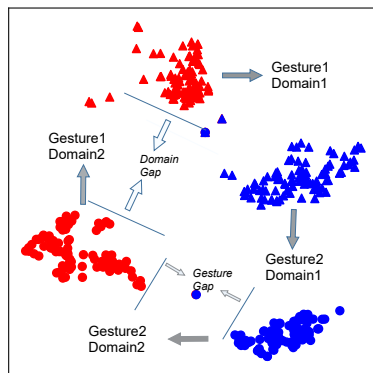 Gesture1
Domain1
Gesture1
Domain2
Domain
Gap
Gesture2
Domain1
Gesture
Gap
Gesture2
Domain2